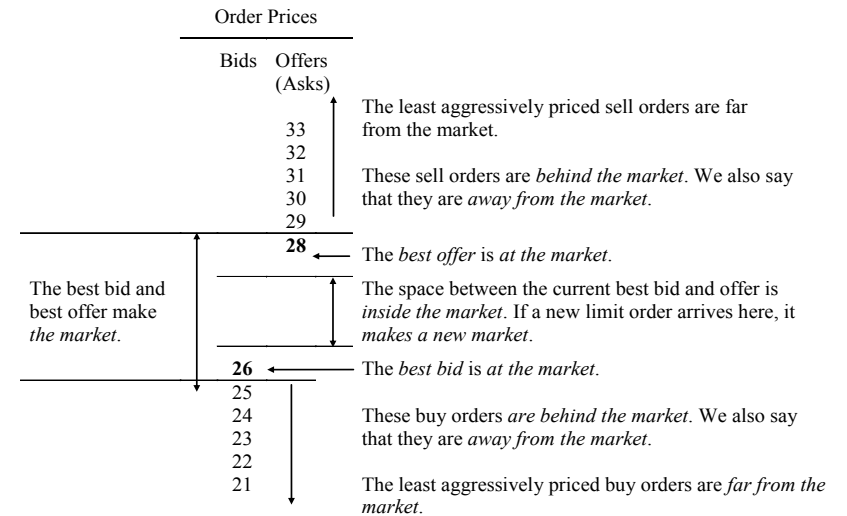 Order Prices
Bids Offers
(Asks)
The least aggressively priced sell orders are far
from the market.
33
32
31
30
29
These sell orders are behind the market. We also say
that they are away from the market.
28
The best offer is at the market.
The best bid and
best offer make
the market.
The space between the current best bid and offer is
inside the market. If a new limit order arrives here, it
makes a new market.
26
The best bid is at the market.
25
24
23
22
21
These buy orders are behind the market. We also say
that they are away from the market.
The least aggressively priced buy orders are far from the
market.